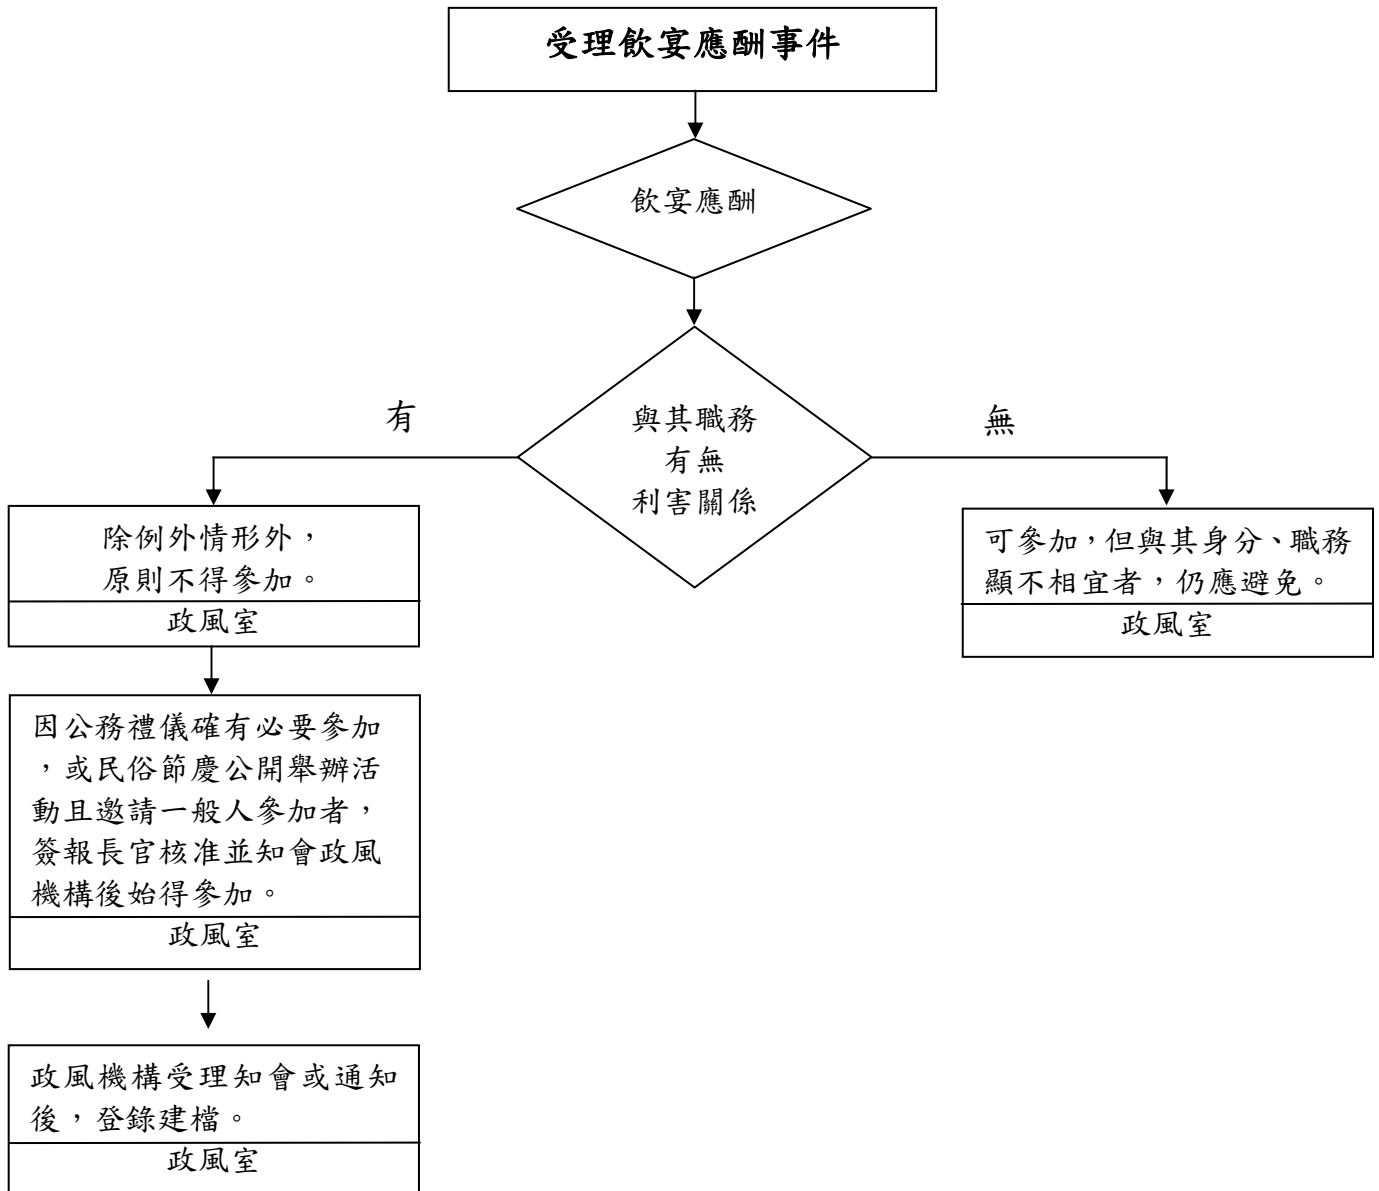 受理飲宴應酬事件
飲宴應酬
與其職務
有無
利害關係
有
無
除例外情形外，
原則不得參加。
政風室
可參加，但與其身分、職務
顯不相宜者，仍應避免。
政風室
因公務禮儀確有必要參加
，或民俗節慶公開舉辦活
動且邀請一般人參加者，
簽報長官核准並知會政風
機構後始得參加。
政風室
政風機構受理知會或通知
後，登錄建檔。
政風室